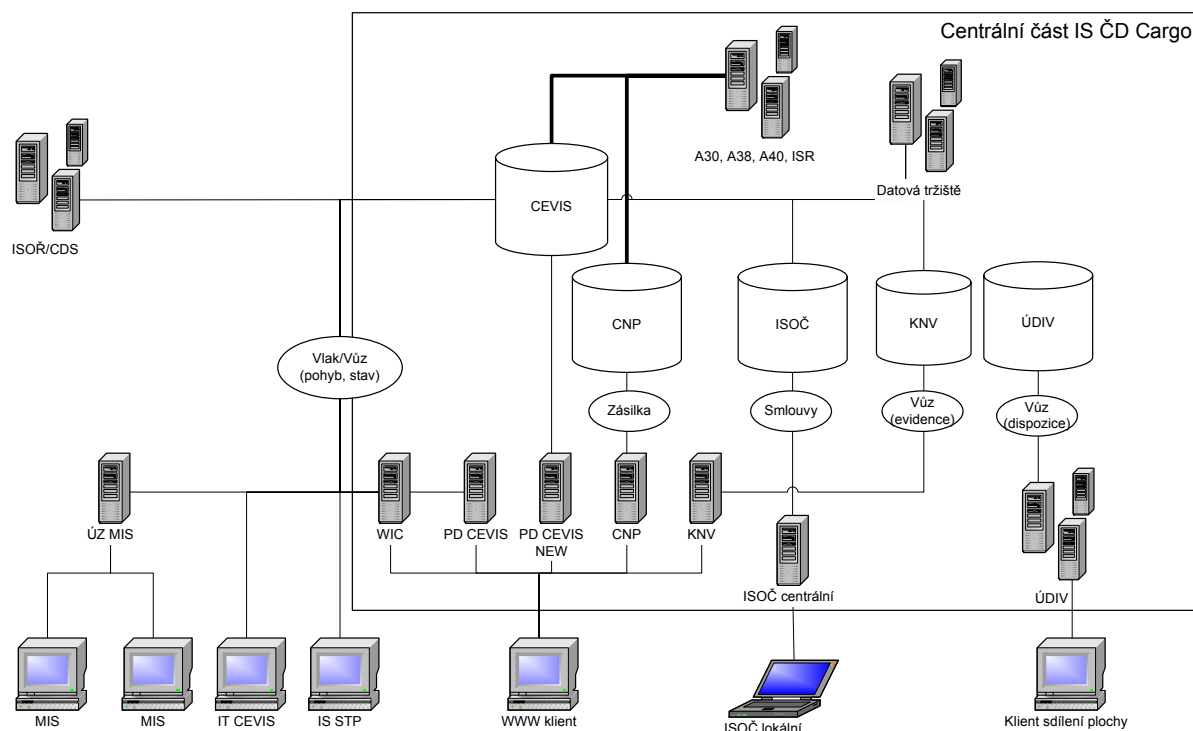 Centrální část IS ČD Cargo
A30, A38, A40, ISR
Datová tržiště
ISOŘ/CDS
CEVIS
CNP
ISOČ
KNV
ÚDIV
Vlak/Vůz
(pohyb, stav)
Zásilka
Smlouvy
Vůz
(evidence)
Vůz
(dispozice)
ÚZ MIS
WIC
PD CEVIS
PD CEVIS
NEW
CNP
KNV
ISOČ centrální
ÚDIV
MIS
MIS
IT CEVIS
IS STP
WWW klient
ISOČ lokální
Klient sdílení plochy